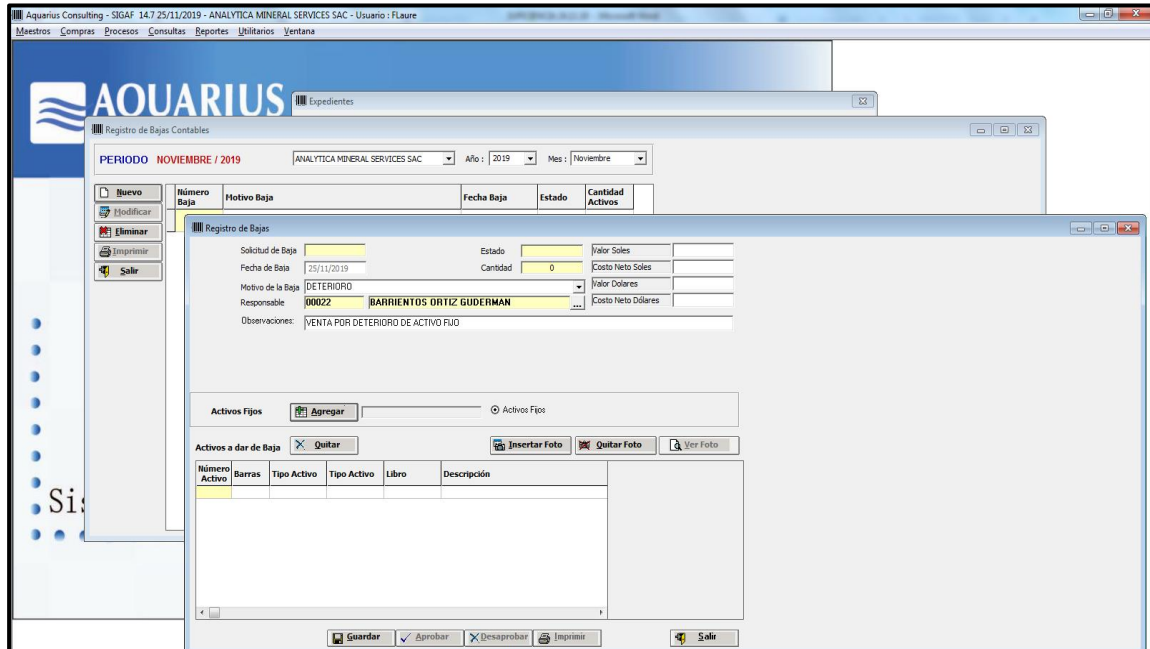 Aquarius Consulting - SIGAF 14.7 25/11/2019 - ANALYTICA MINERAL SERVICES SAC - Usuario : FLaure
Maestros Compras Procesos Consultas Reportes Utilitarios Ventana
AQUARIUS
Expedientes
Registro de Bajas Contables
PERIODO NOVIEMBRE / 2019 ANALYTICA MINERAL SERVICES SAC Año : 2019 Mes : Noviembre
Nuevo
Modificar
Eliminar
Imprimir
Salir
Número Baja Motivo Baja Fecha Baja Estado Cantidad Activos
Registro de Bajas
Solicitud de Baja Estado Valor Soles
Fecha de Baja 25/11/2019 Cantidad 0 Costo Neto Soles
Motivo de la Baja DETERIORO Valor Dolares
Responsable 00022 BARRIENTOS ORTIZ GUDERMAN ... Costo Neto Dólares
Observaciones: VENTA POR DETERIORO DE ACTIVO FIJO
Activos Fijos Agregar Activos Fijos
Activos a dar de Baja Quitar Insertar Foto Quitar Foto Ver Foto
Número Activo Barras Tipo Activo Tipo Activo Libro Descripción
Sis
Guardar Aprobar Desaprobar Imprimir Salir